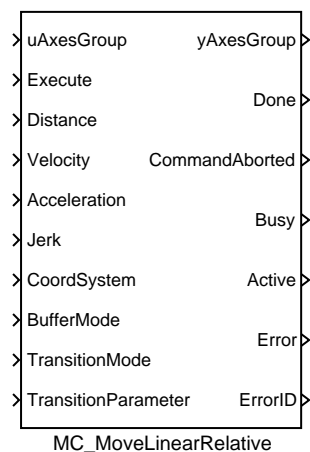 uAxesGroup yAxesGroup
Execute
Done
Distance
Velocity CommandAborted
Acceleration
Busy
Jerk
CoordSystem Active
BufferMode
Error
TransitionMode
TransitionParameter ErrorID
MC_MoveLinearRelative